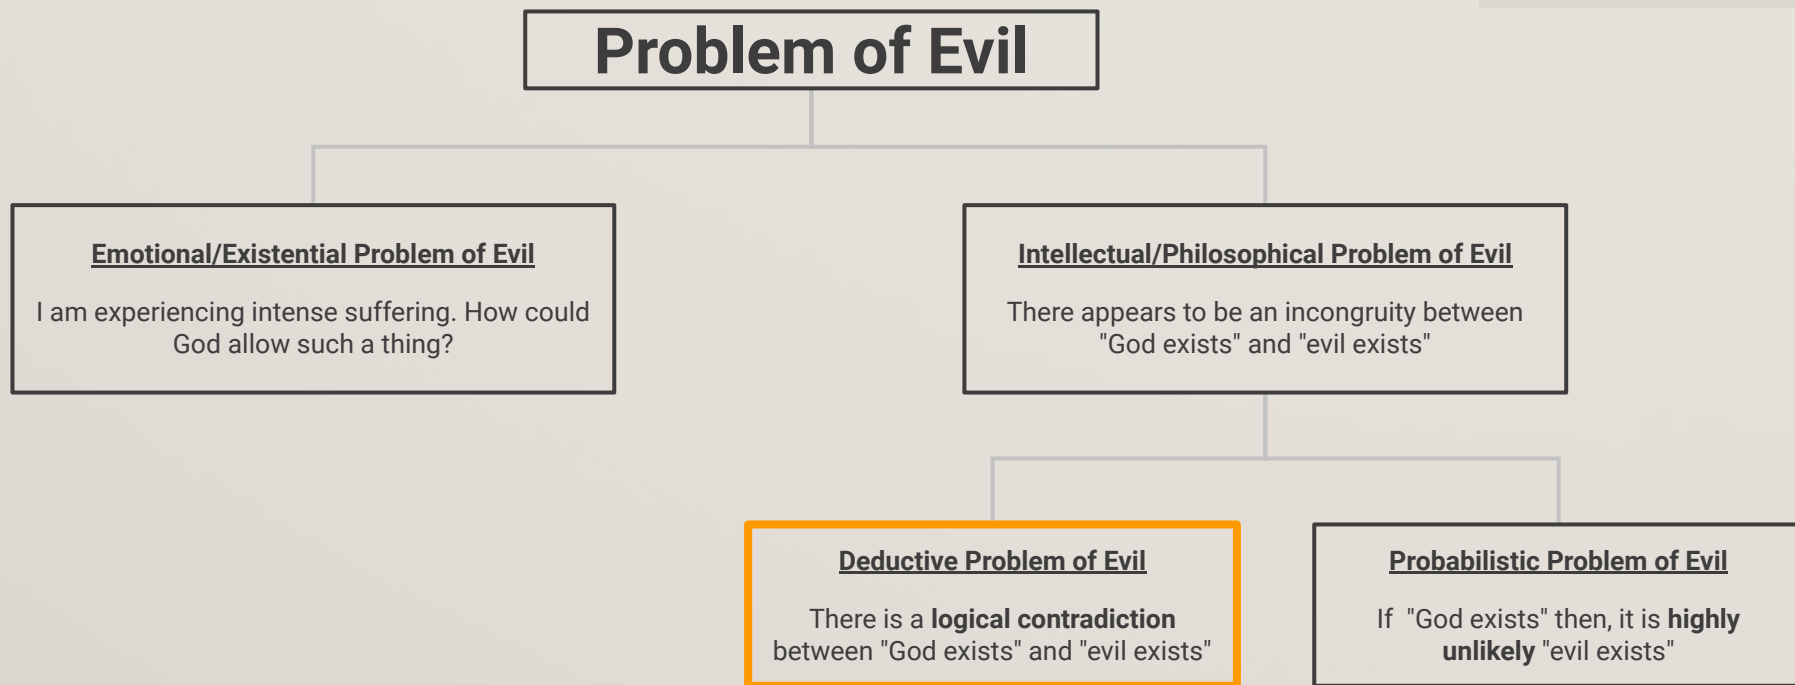 Problem of Evil
Emotional/Existential Problem of Evil
I am experiencing intense suffering. How could
God allow such a thing?
Intellectual/Philosophical Problem of Evil
There appears to be an incongruity between
"God exists" and "evil exists"
Deductive Problem of Evil
There is a logical contradiction
between "God exists" and "evil exists"
Probabilistic Problem of Evil
If "God exists" then, it is highly
unlikely "evil exists"